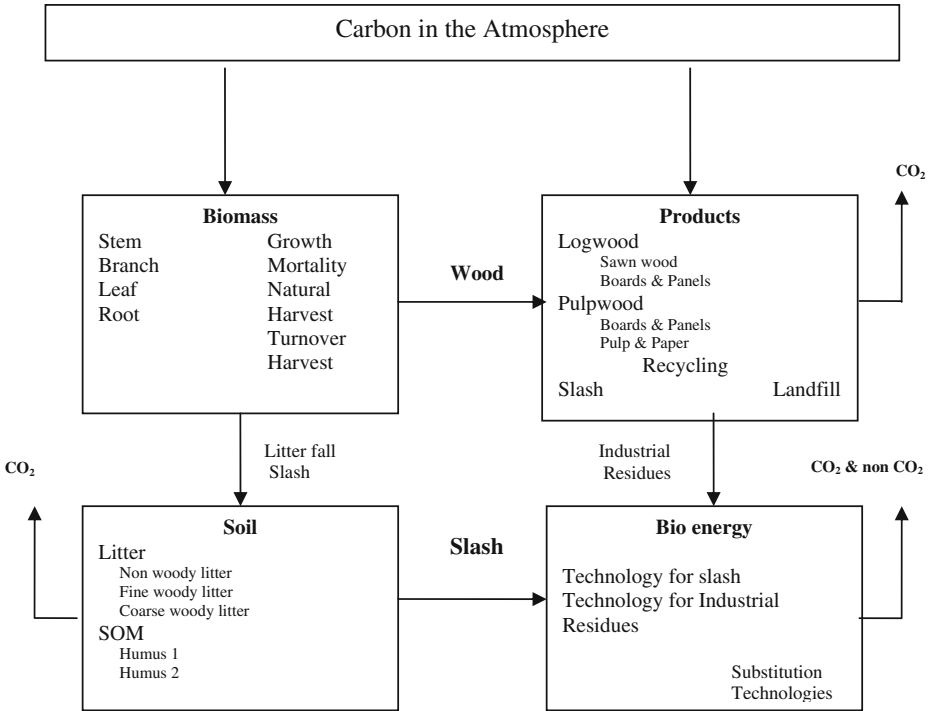 Carbon in the Atmosphere
Biomass
Stem
Branch
Leaf
Root
Growth
Mortality
Natural
Harvest
Turnover
Harvest
Wood
Products
Logwood
Sawn wood
Boards & Panels
Pulpwood
Boards & Panels
Pulp & Paper
Recycling
Slash Landfill
CO₂
Litter fall
Slash
Industrial
Residues
CO₂
CO₂ & non CO₂
Soil
Litter
Non woody litter
Fine woody litter
Coarse woody litter
SOM
Humus 1
Humus 2
Slash
Bio energy
Technology for slash
Technology for Industrial
Residues
Substitution
Technologies